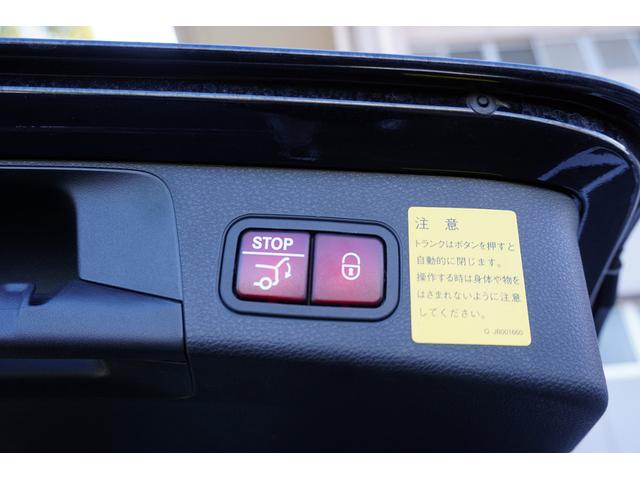 STOP
注 意
トランクはボタンを押すと
自動的に閉じます。
操作する時は身体や物を
はさまれないように注意
してください。
Q JB001660